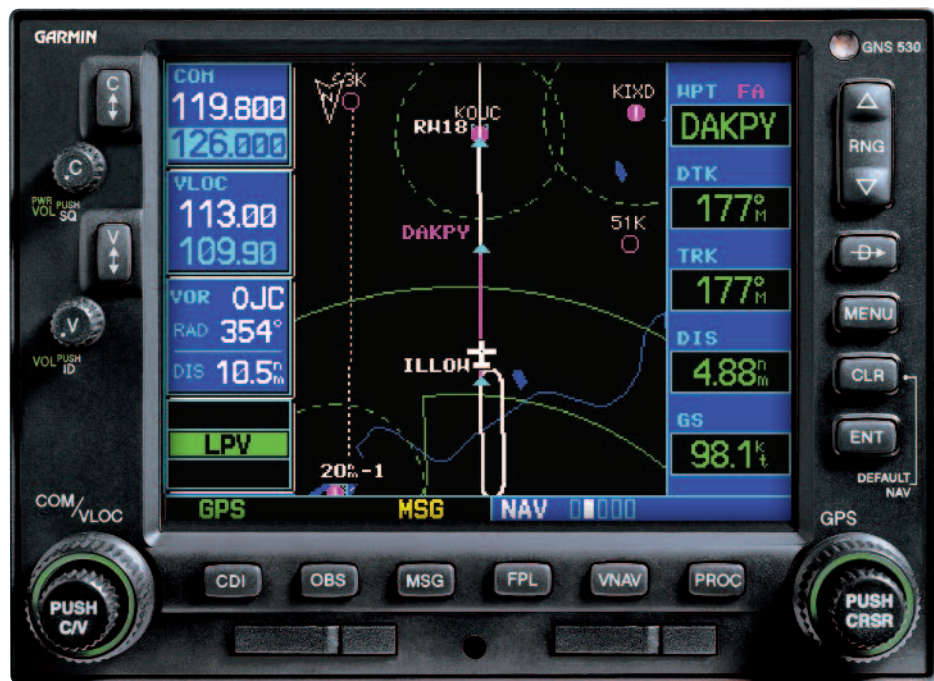 GARMIN
GNS 530
C
C
PWR VOL PUSH SQ
V
V
VOL PUSH ID
COM/VLOC
PUSH C/V
COM
119.800
126.000
VLOC
113.00
109.90
VOR OJC
RAD 354°
DIS 10.5nm
LPV
GPS
MSG
NAV
N
63K
KOJC
RW18
KIXD
DAKPY
51K
ILLOW
20nm-1
WPT FA
DAKPY
DTK
177°M
TRK
177°M
DIS
4.88nm
GS
98.1kt
RNG
D
MENU
CLR
ENT
DEFAULT NAV
GPS
PUSH CRSR
CDI
OBS
MSG
FPL
VNAV
PROC